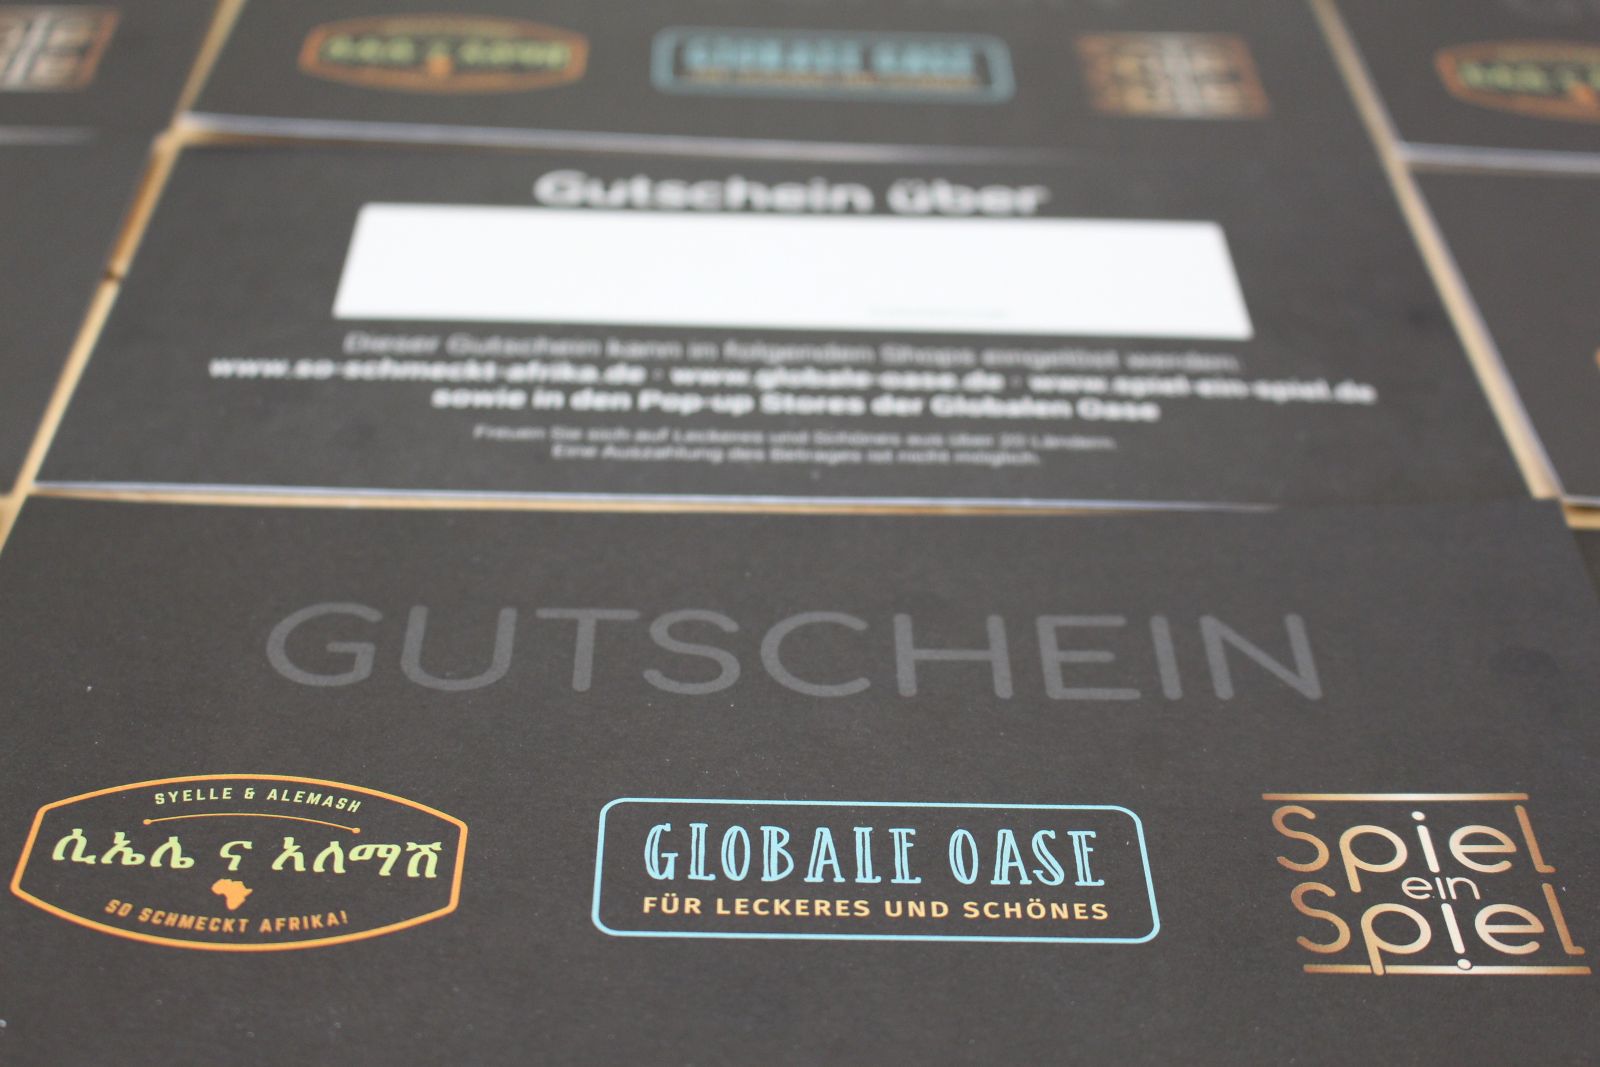 Gutschein über
Dieser Gutschein kann in folgenden Shops eingelöst werden:
www.so-schmeckt-afrika.de · www.globale-oase.de · www.spiel-ein-spiel.de
sowie in den Pop-up Stores der Globalen Oase
Freuen Sie sich auf Leckeres und Schönes aus über 20 Ländern.
Eine Auszahlung des Betrages ist nicht möglich.
GUTSCHEIN
SYELLE & ALEMASH
ሲኤሌ ና አለማሽ
SO SCHMECKT AFRIKA!
GLOBALE OASE
FÜR LECKERES UND SCHÖNES
Spiel
ein
Spiel